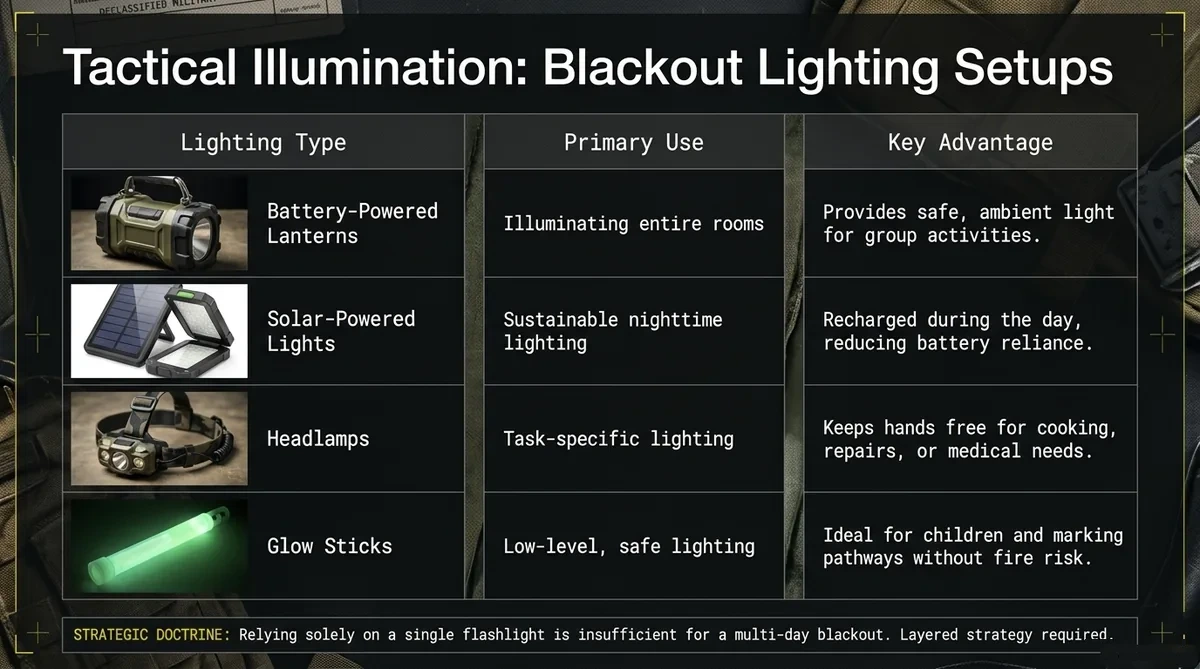 DECLASSIFIED MILITARY
Tactical Illumination: Blackout Lighting Setups
Lighting Type
Primary Use
Key Advantage
Battery-Powered
Lanterns
Illuminating entire rooms
Provides safe, ambient light
for group activities.
Solar-Powered
Lights
Sustainable nighttime
lighting
Recharged during the day,
reducing battery reliance.
Headlamps
Task-specific lighting
Keeps hands free for cooking,
repairs, or medical needs.
Glow Sticks
Low-level, safe lighting
Ideal for children and marking
pathways without fire risk.
STRATEGIC DOCTRINE: Relying solely on a single flashlight is insufficient for a multi-day blackout. Layered strategy required.